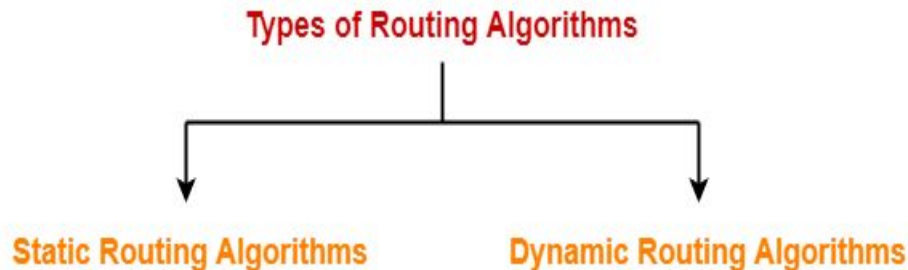 Types of Routing Algorithms
Static Routing Algorithms
Dynamic Routing Algorithms